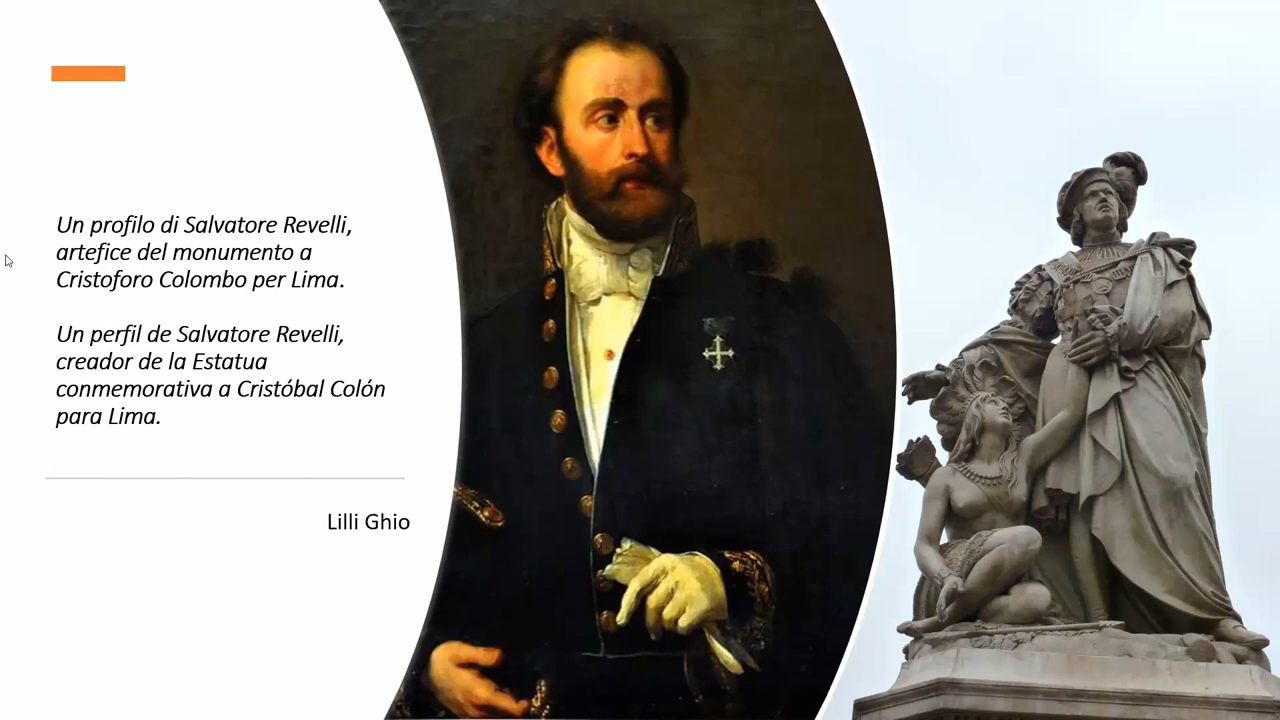 Un profilo di Salvatore Revelli,
artefice del monumento a
Cristoforo Colombo per Lima.
Un perfil de Salvatore Revelli,
creador de la Estatua
conmemorativa a Cristóbal Colón
para Lima.
Lilli Ghio